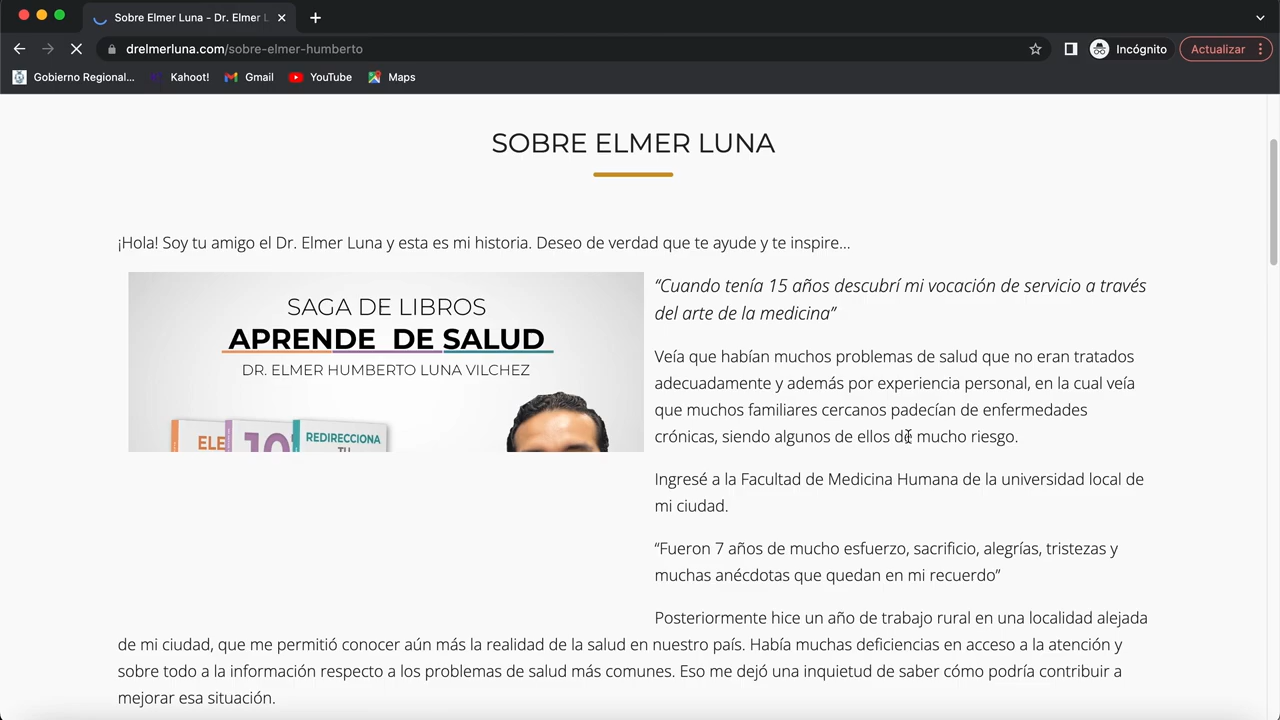 Sobre Elmer Luna - Dr. Elmer L
drelmerluna.com/sobre-elmer-humberto
Incógnito
Actualizar
Gobierno Regional...
Kahoot!
Gmail
YouTube
Maps
SOBRE ELMER LUNA
¡Hola! Soy tu amigo el Dr. Elmer Luna y esta es mi historia. Deseo de verdad que te ayude y te inspire...
SAGA DE LIBROS
APRENDE DE SALUD
DR. ELMER HUMBERTO LUNA VILCHEZ
ELE
10
REDIRECCIONA
TU
“Cuando tenía 15 años descubrí mi vocación de servicio a través
del arte de la medicina”
Veía que habían muchos problemas de salud que no eran tratados
adecuadamente y además por experiencia personal, en la cual veía
que muchos familiares cercanos padecían de enfermedades
crónicas, siendo algunos de ellos de mucho riesgo.
Ingresé a la Facultad de Medicina Humana de la universidad local de
mi ciudad.
“Fueron 7 años de mucho esfuerzo, sacrificio, alegrías, tristezas y
muchas anécdotas que quedan en mi recuerdo”
Posteriormente hice un año de trabajo rural en una localidad alejada
de mi ciudad, que me permitió conocer aún más la realidad de la salud en nuestro país. Había muchas deficiencias en acceso a la atención y
sobre todo a la información respecto a los problemas de salud más comunes. Eso me dejó una inquietud de saber cómo podría contribuir a
mejorar esa situación.